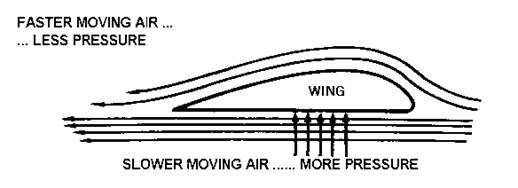 FASTER MOVING AIR ...
... LESS PRESSURE
WING
SLOWER MOVING AIR ...... MORE PRESSURE